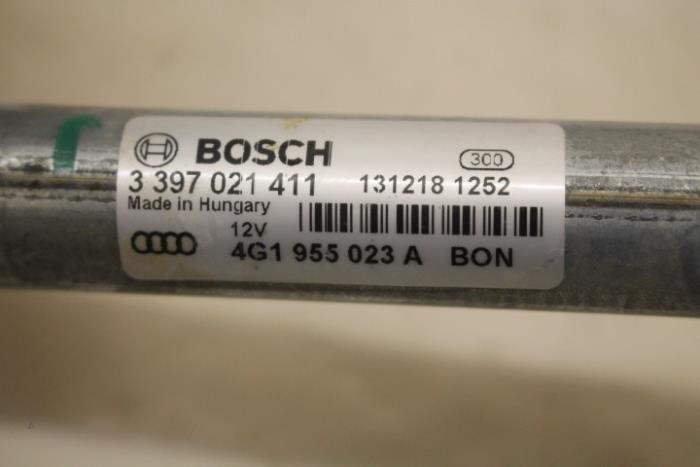 BOSCH 300
3 397 021 411 131218 1252
Made in Hungary
12V
4G1 955 023 A BON